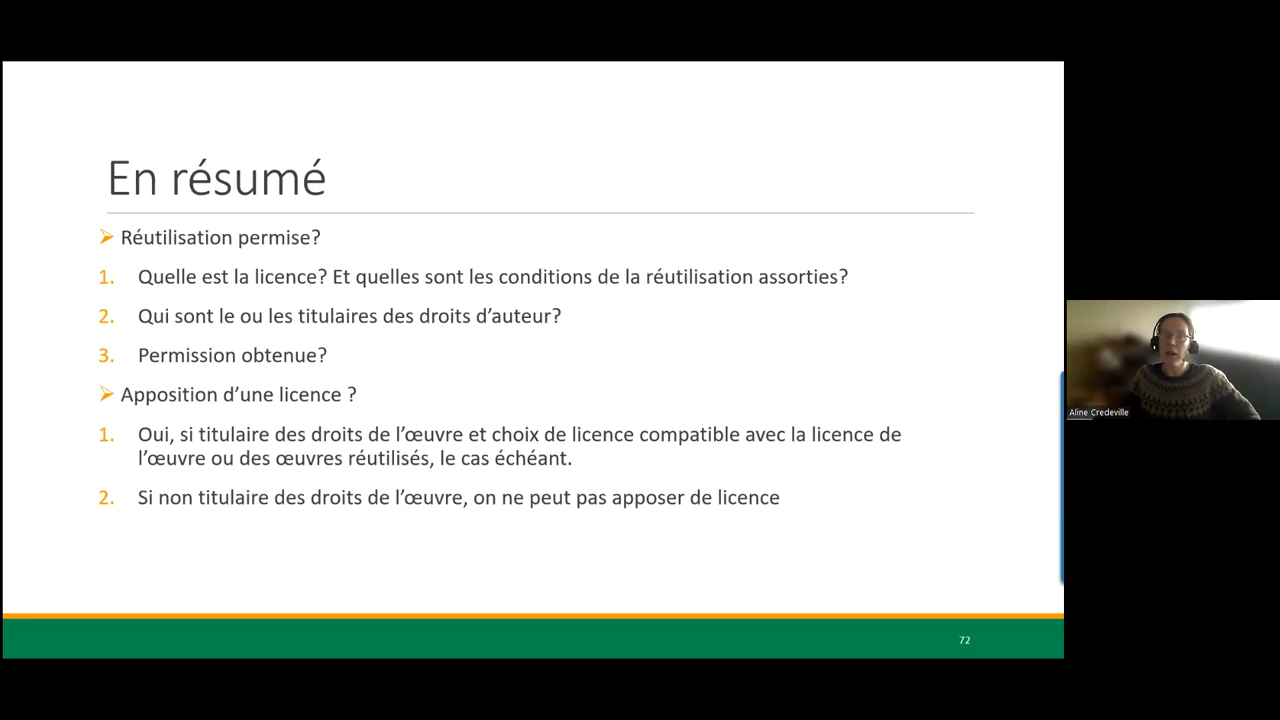 En résumé
Réutilisation permise?
1. Quelle est la licence? Et quelles sont les conditions de la réutilisation assorties?
2. Qui sont le ou les titulaires des droits d’auteur?
3. Permission obtenue?
Apposition d’une licence ?
1. Oui, si titulaire des droits de l’œuvre et choix de licence compatible avec la licence de
l’œuvre ou des œuvres réutilisés, le cas échéant.
2. Si non titulaire des droits de l’œuvre, on ne peut pas apposer de licence
72
Aline Credeville